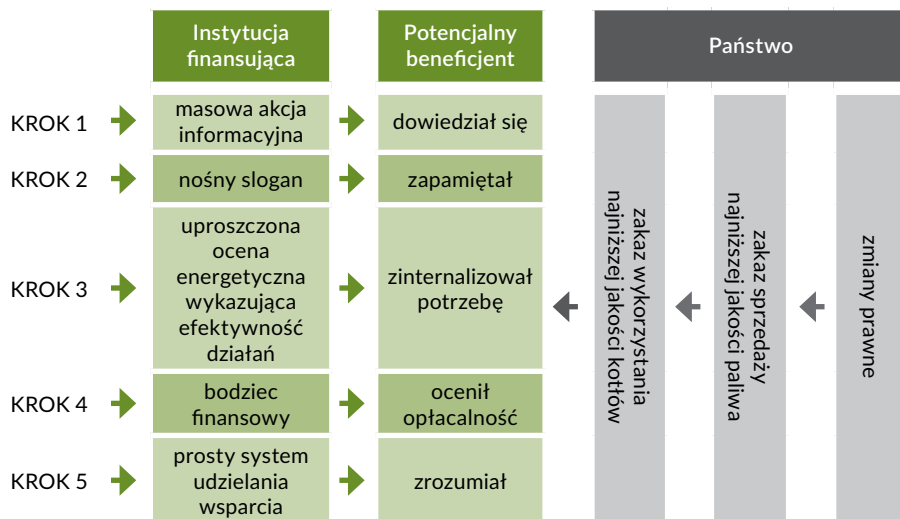 Instytucja
finansująca
Potencjalny
beneficjent
Państwo
KROK 1
masowa akcja
informacyjna
dowiedział się
KROK 2
nośny slogan
zapamiętał
KROK 3
uproszczona
ocena
energetyczna
wykazująca
efektywność
działań
zinternalizował
potrzebę
KROK 4
bodziec
finansowy
ocenił
opłacalność
KROK 5
prosty system
udzielania
wsparcia
zrozumiał
zakaz wykorzystania
najniższej jakości kotłów
zakaz sprzedaży
najniższej jakości paliwa
zmiany prawne